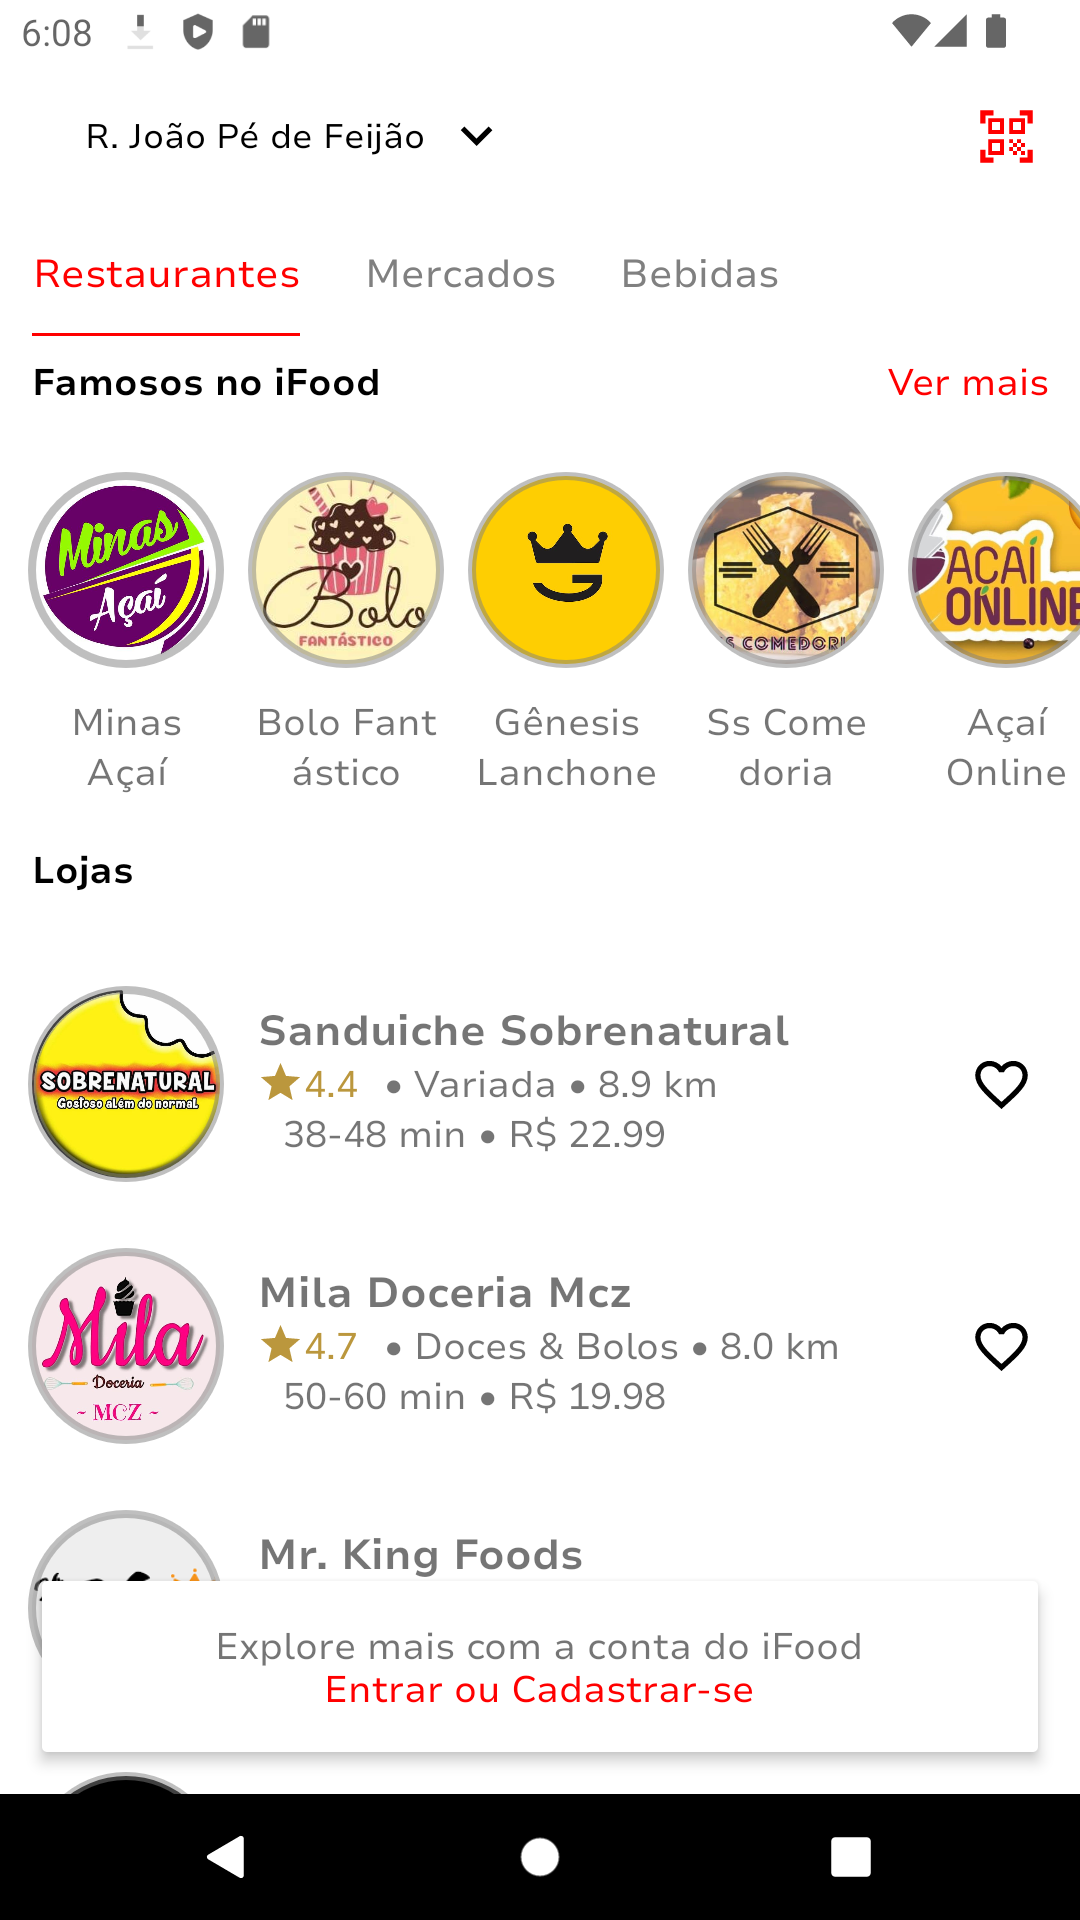 6:08
R. João Pé de Feijão
Restaurantes Mercados Bebidas
Famosos no iFood Ver mais
Minas
Açaí
Bolo
FANTÁSTICO
G
COMEDORI
AÇAÍ
ONLINE
Minas Bolo Fant Gênesis Ss Come Açaí
Açaí ástico Lanchone doria Online
Lojas
SOBRENATURAL
Gostoso além do normal
Sanduiche Sobrenatural
4.4 • Variada • 8.9 km
38-48 min • R$ 22.99
Mila
Doceria
~ MCZ ~
Mila Doceria Mcz
4.7 • Doces & Bolos • 8.0 km
50-60 min • R$ 19.98
Mr. King Foods
Explore mais com a conta do iFood
Entrar ou Cadastrar-se